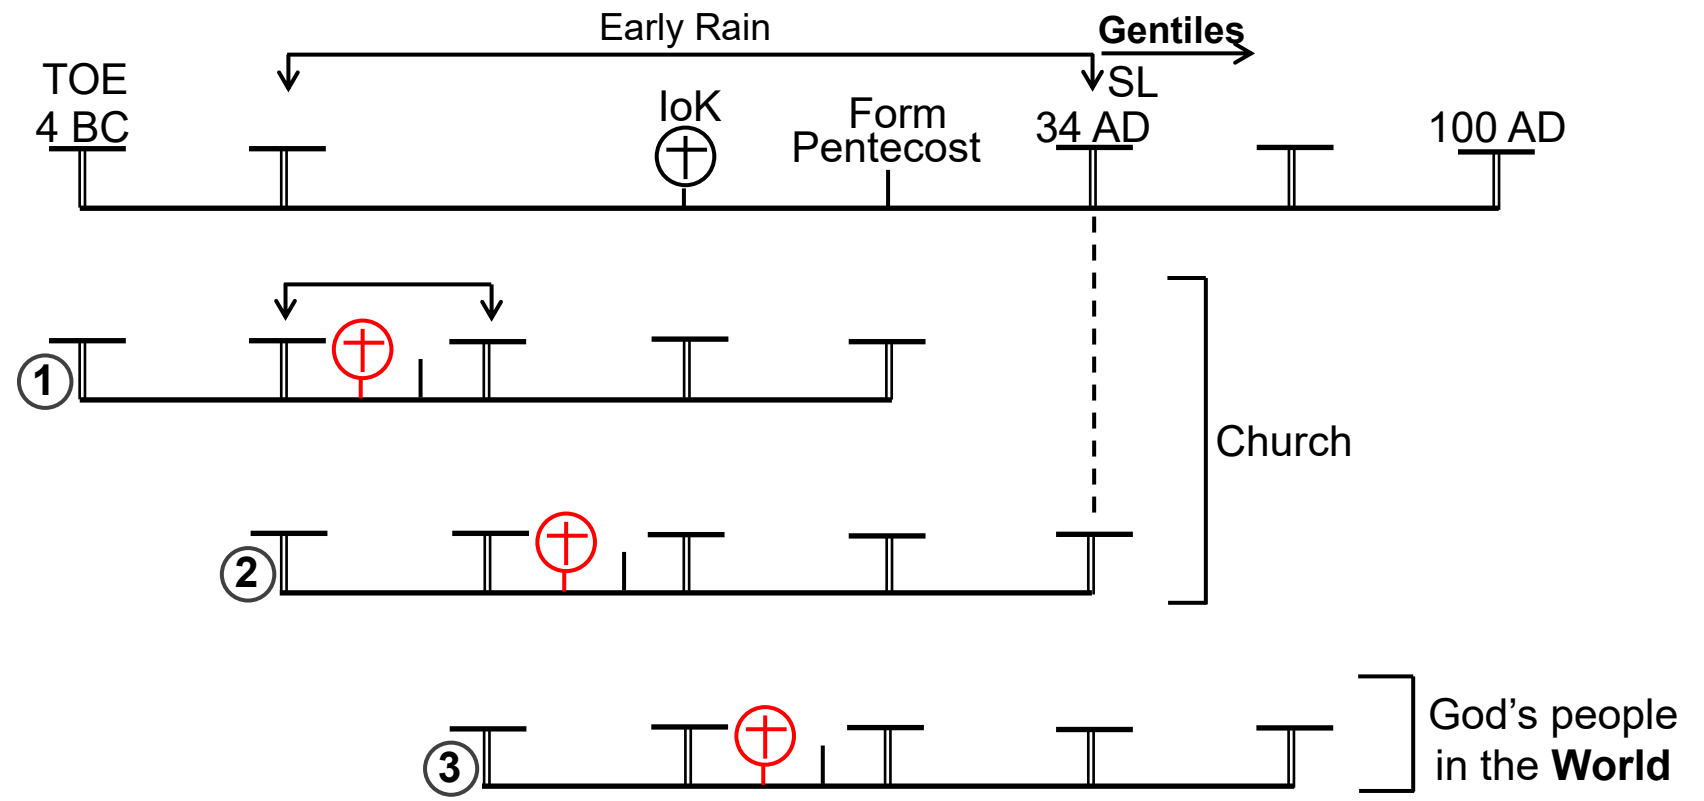 Early Rain
Gentiles
TOE
4 BC
IoK
Form
Pentecost
SL
34 AD
100 AD
1
Church
2
3
God's people
in the World